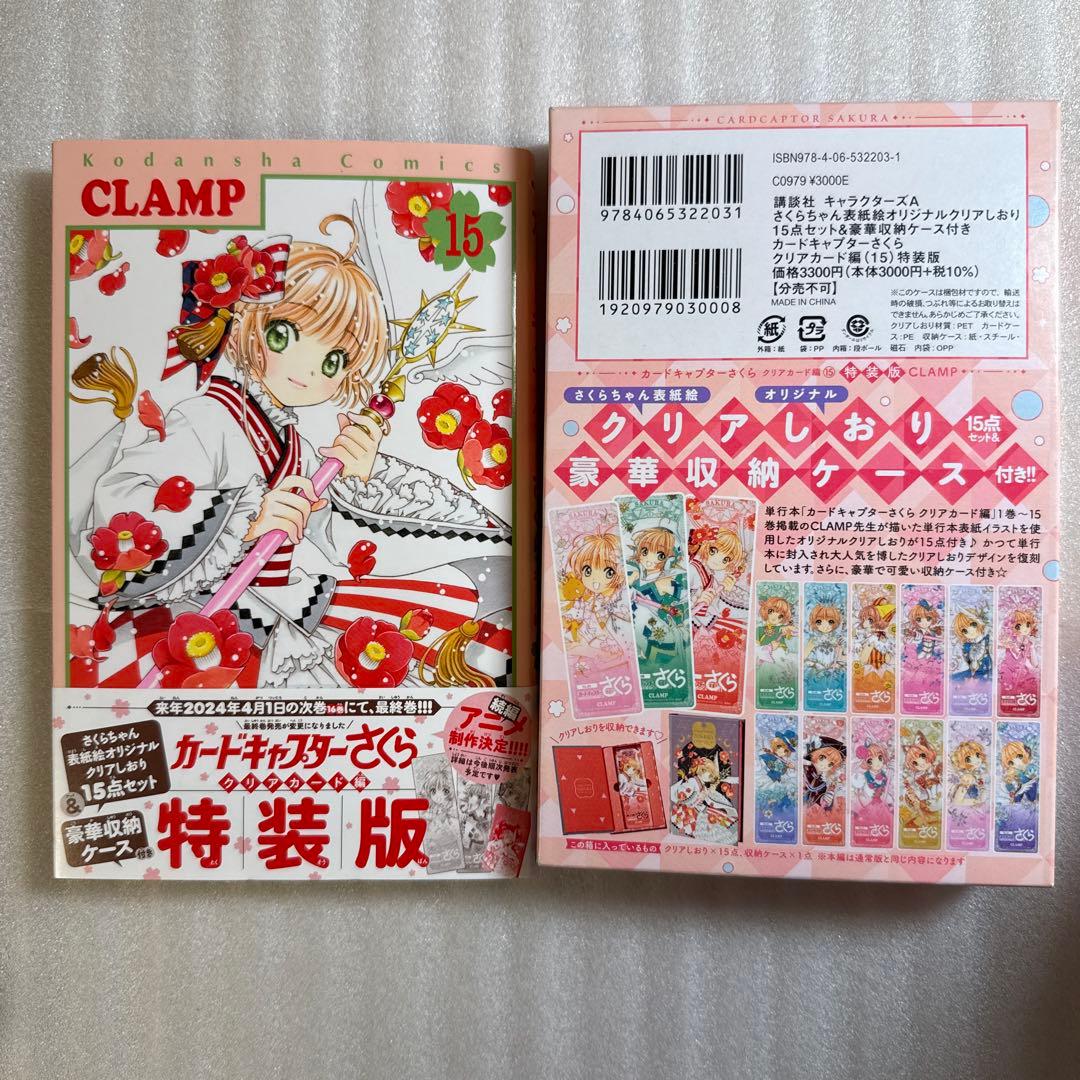 Kodansha Comics
CLAMP
15
来年2024年4月1日の次巻16巻にて、最終巻!!!
最終巻発売が変更になりました
さくらちゃん
表紙絵オリジナル
クリアしおり
15点セット
&
豪華収納
ケース付き
カードキャプターさくら
クリアカード編
特装版
続編
アニメ
制作決定!!!!
詳細は今後順次発表
予定です♥
CARDCAPTOR SAKURA
ISBN978-4-06-532203-1
C0979 ¥3000E
9784065322031
1920979030008
講談社 キャラクターズA
さくらちゃん表紙絵オリジナルクリアしおり
15点セット&豪華収納ケース付き
カードキャプターさくら
クリアカード編(15)特装版
価格3300円(本体3000円+税10%)
【分売不可】
MADE IN CHINA
※このケースは梱包材ですので、輸送
時の破損、つぶれ等によるお取り替えは
できません。あらかじめご了承ください。
クリアしおり材質:PET カードケー
ス:PE 収納ケース:紙・スチール・
磁石 内袋:OPP
紙
プラ
外箱:紙 袋:PP 内箱:段ボール
カードキャプターさくら クリアカード編⑮ 特装版 CLAMP
さくらちゃん表紙絵 オリジナル
クリアしおり 15点セット&
豪華収納ケース 付き!!
単行本「カードキャプターさくら クリアカード編」1巻〜15
巻掲載のCLAMP先生が描いた単行本表紙イラストを使
用したオリジナルクリアしおりが15点付き♪ かつて単行
本に封入され大人気を博したクリアしおりデザインを復刻
しています。さらに、豪華で可愛い収納ケース付き☆
SAKURA
SAKURA
さくら
CLAMP
さくら
CLAMP
クリアしおりを収納できます♡
この箱に入っているもの クリアしおり×15点、収納ケース×1点 ※本編は通常版と同じ内容になります